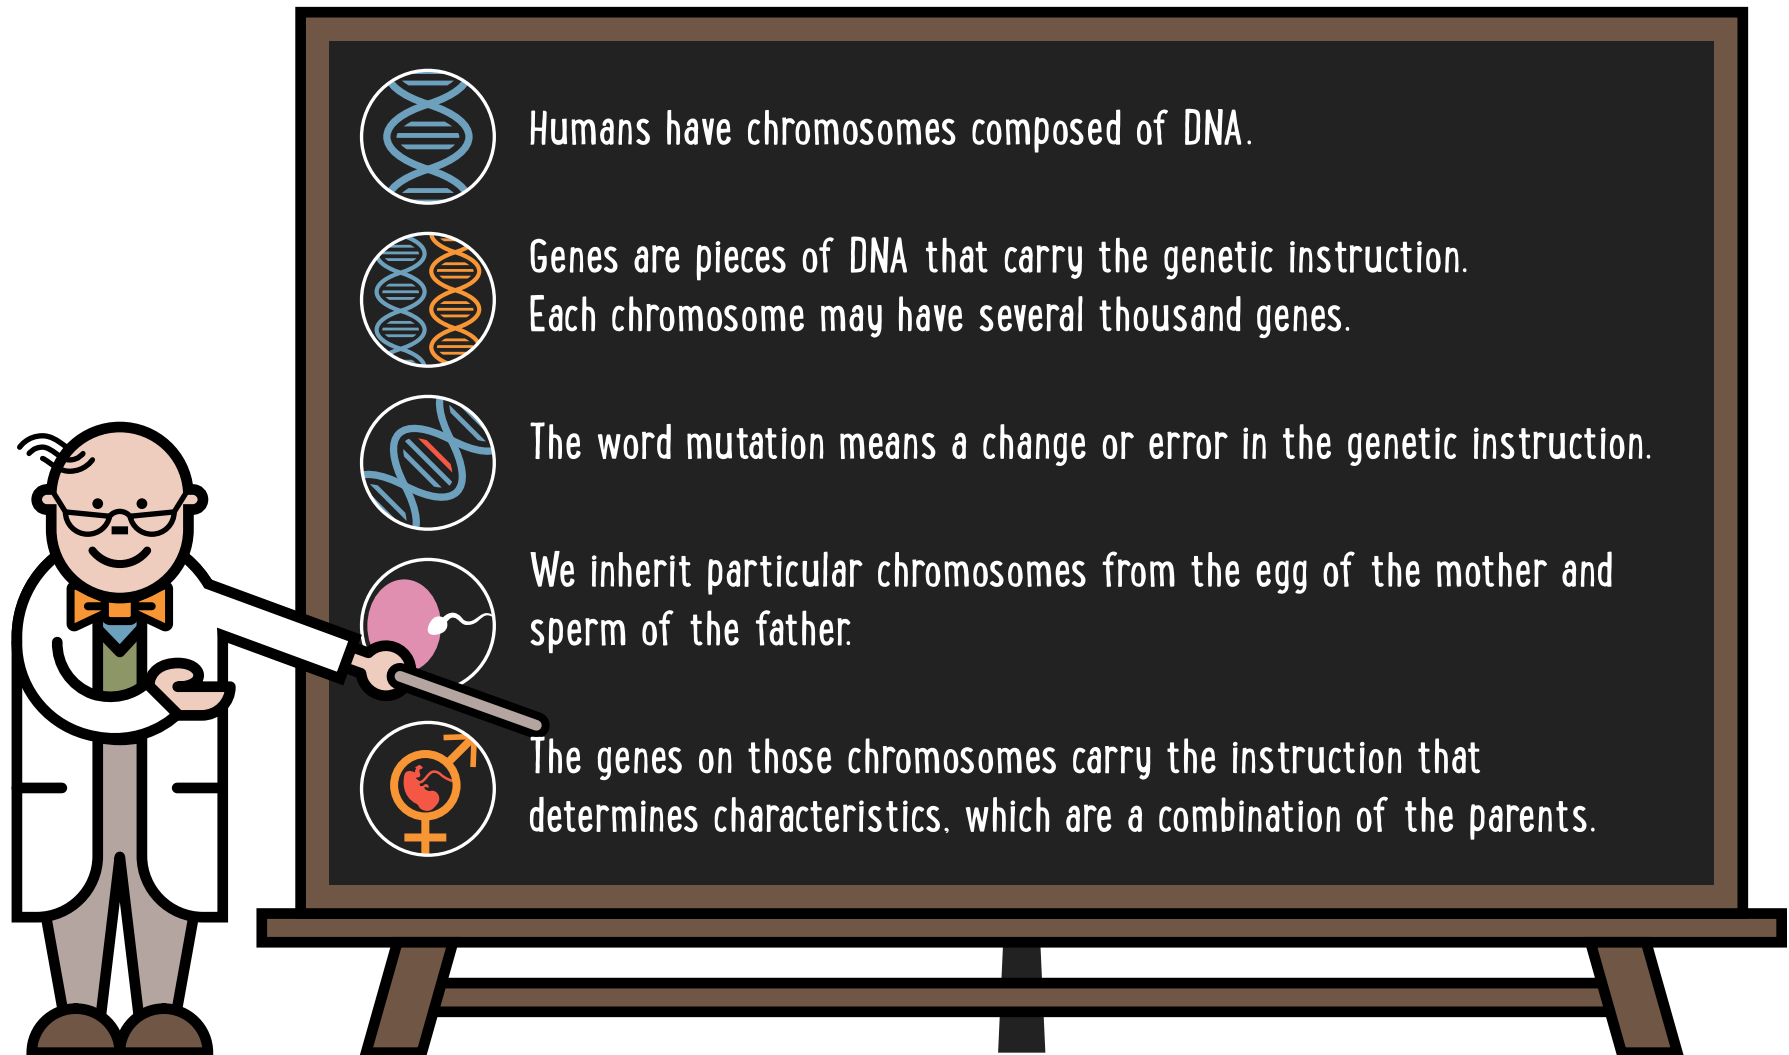 Humans have chromosomes composed of DNA.
Genes are pieces of DNA that carry the genetic instruction.
Each chromosome may have several thousand genes.
The word mutation means a change or error in the genetic instruction.
We inherit particular chromosomes from the egg of the mother and
sperm of the father.
The genes on those chromosomes carry the instruction that
determines characteristics, which are a combination of the parents.